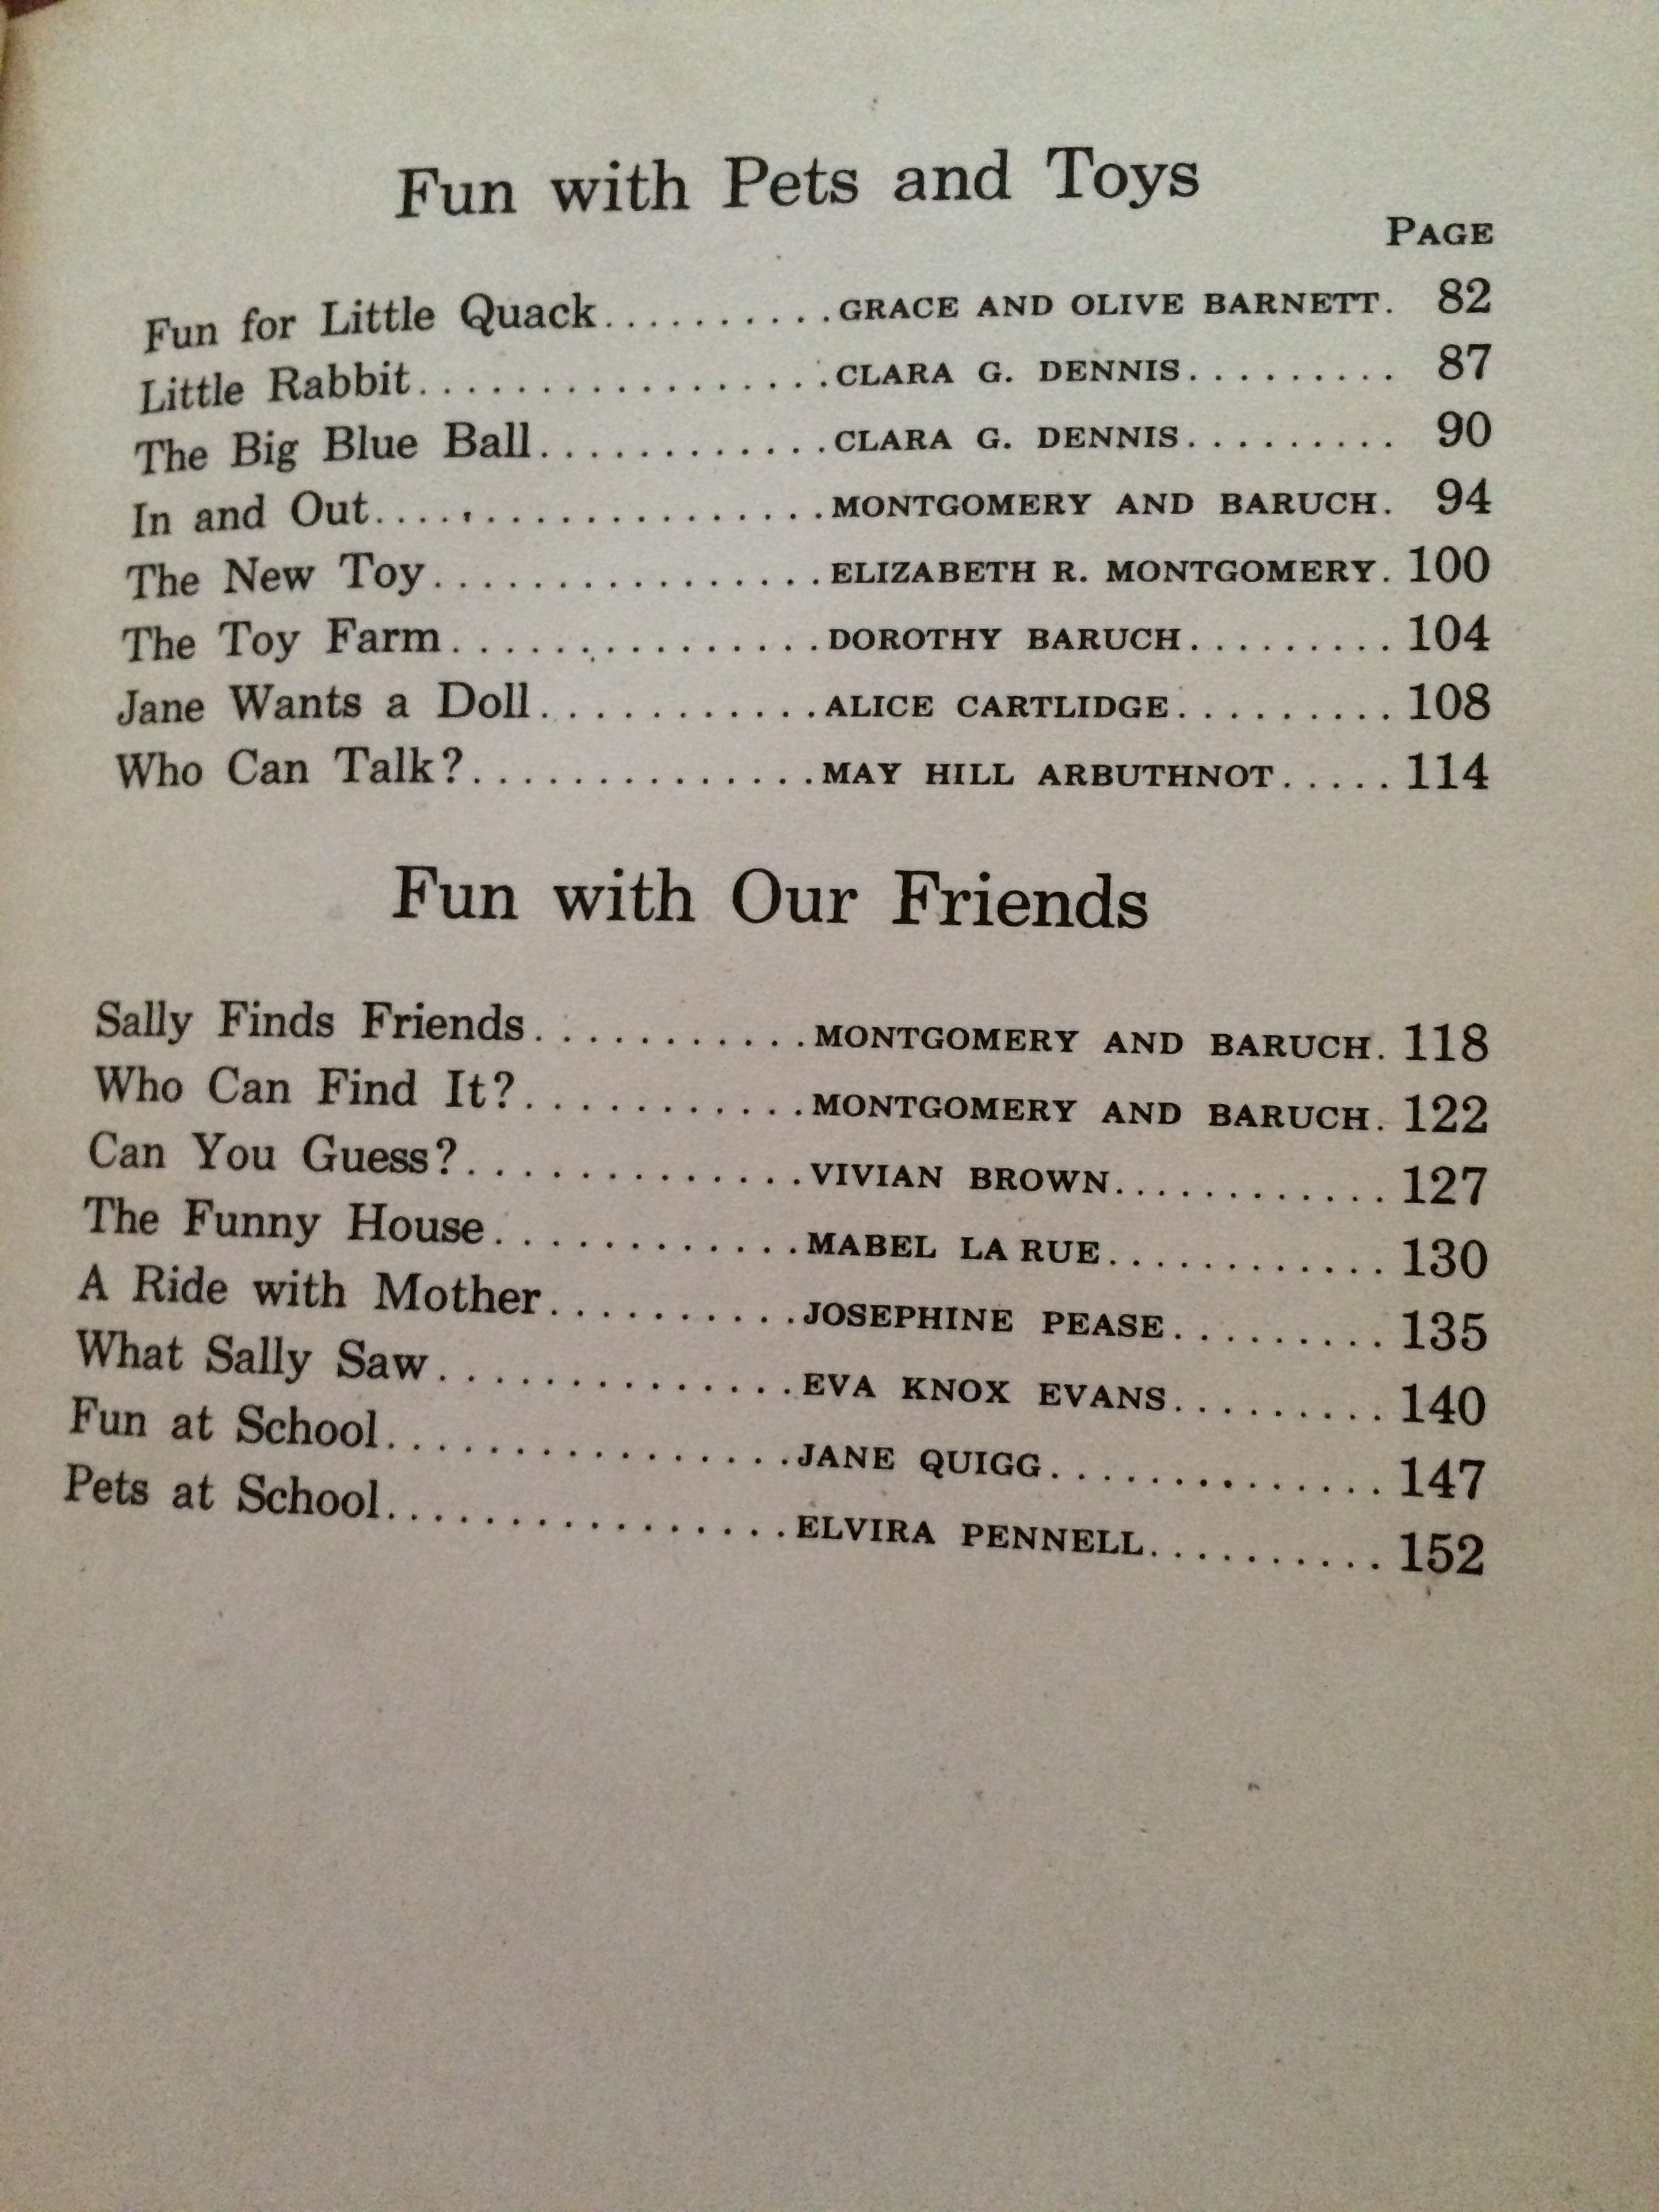 Fun with Pets and Toys
PAGE
Fun for Little Quack..........GRACE AND OLIVE BARNETT. 82
Little Rabbit.................CLARA G. DENNIS......... 87
The Big Blue Ball............CLARA G. DENNIS......... 90
In and Out..................MONTGOMERY AND BARUCH. 94
The New Toy................ELIZABETH R. MONTGOMERY. 100
The Toy Farm...............DOROTHY BARUCH......... 104
Jane Wants a Doll............ALICE CARTLIDGE......... 108
Who Can Talk?..............MAY HILL ARBUTHNOT..... 114
Fun with Our Friends
Sally Finds Friends...........MONTGOMERY AND BARUCH. 118
Who Can Find It?............MONTGOMERY AND BARUCH. 122
Can You Guess?..............VIVIAN BROWN............ 127
The Funny House.............MABEL LA RUE............ 130
A Ride with Mother..........JOSEPHINE PEASE......... 135
What Sally Saw..............EVA KNOX EVANS......... 140
Fun at School................JANE QUIGG.............. 147
Pets at School................ELVIRA PENNELL.......... 152